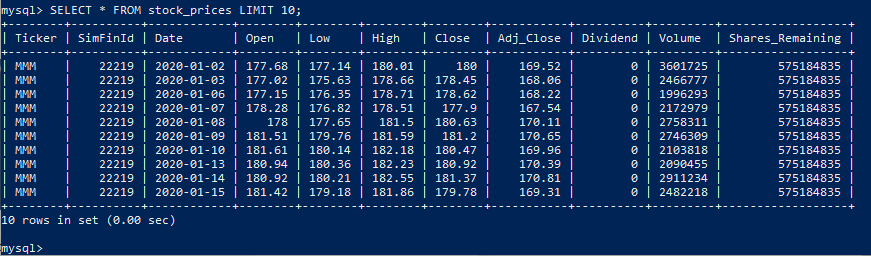 mysql> SELECT * FROM stock_prices LIMIT 10;
+--------+----------+------------+--------+--------+--------+--------+-----------+----------+---------+------------------+
| Ticker | SimFinId | Date       | Open   | Low    | High   | Close  | Adj_Close | Dividend | Volume  | Shares_Remaining |
+--------+----------+------------+--------+--------+--------+--------+-----------+----------+---------+------------------+
| MMM    |    22219 | 2020-01-02 | 177.68 | 177.14 | 180.01 |    180 |    169.52 |        0 | 3601725 |        575184835 |
| MMM    |    22219 | 2020-01-03 | 177.02 | 175.63 | 178.66 | 178.45 |    168.06 |        0 | 2466777 |        575184835 |
| MMM    |    22219 | 2020-01-06 | 177.15 | 176.35 | 178.71 | 178.62 |    168.22 |        0 | 1996293 |        575184835 |
| MMM    |    22219 | 2020-01-07 | 178.28 | 176.82 | 178.51 |  177.9 |    167.54 |        0 | 2172979 |        575184835 |
| MMM    |    22219 | 2020-01-08 |    178 | 177.65 |  181.5 | 180.63 |    170.11 |        0 | 2758311 |        575184835 |
| MMM    |    22219 | 2020-01-09 | 181.51 | 179.76 | 181.59 |  181.2 |    170.65 |        0 | 2746309 |        575184835 |
| MMM    |    22219 | 2020-01-10 | 181.61 | 180.14 | 182.18 | 180.47 |    169.96 |        0 | 2103818 |        575184835 |
| MMM    |    22219 | 2020-01-13 | 180.94 | 180.36 | 182.23 | 180.92 |    170.39 |        0 | 2090455 |        575184835 |
| MMM    |    22219 | 2020-01-14 | 180.92 | 180.21 | 182.55 | 181.37 |    170.81 |        0 | 2911234 |        575184835 |
| MMM    |    22219 | 2020-01-15 | 181.42 | 179.18 | 181.86 | 179.78 |    169.31 |        0 | 2482218 |        575184835 |
+--------+----------+------------+--------+--------+--------+--------+-----------+----------+---------+------------------+
10 rows in set (0.00 sec)
mysql>